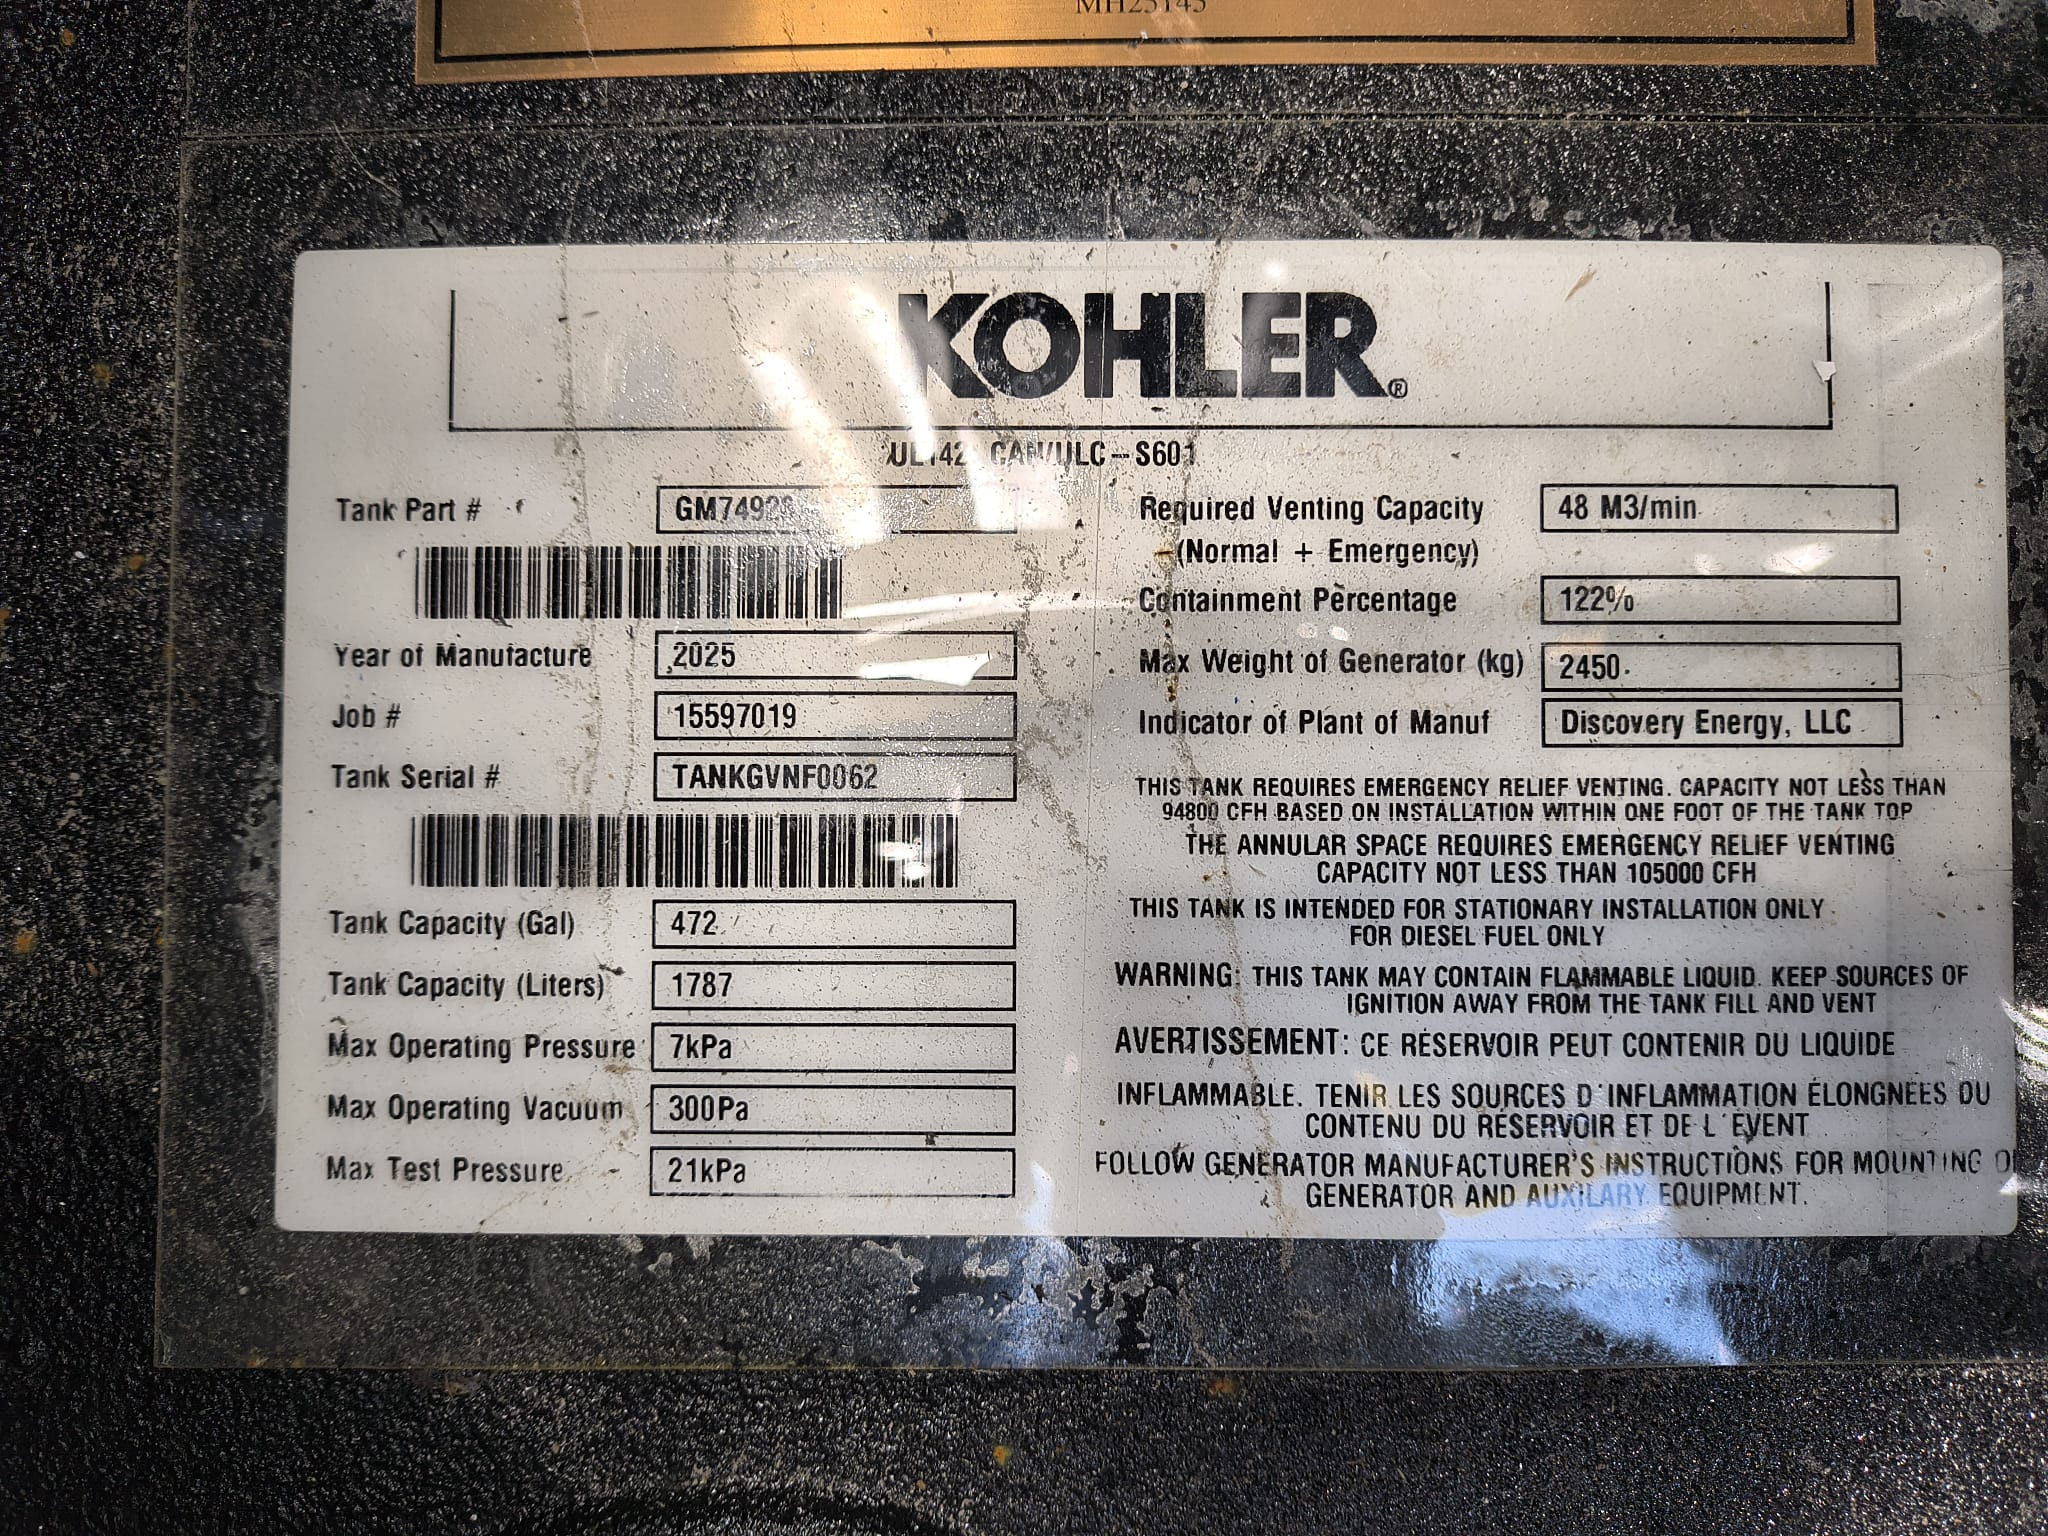 KOHLER®
CAN/ULC-S601
Tank Part #
Required Venting Capacity 48 M3/min
(Normal + Emergency)
Containment Percentage 122%
Year of Manufacture 2025
Max Weight of Generator (kg) 2450
Job # 15597019
Indicator of Plant of Manuf Discovery Energy, LLC
Tank Serial # TANKGVNF0062
THIS TANK REQUIRES EMERGENCY RELIEF VENTING. CAPACITY NOT LESS THAN
94800 CFH BASED ON INSTALLATION WITHIN ONE FOOT OF THE TANK TOP
THE ANNULAR SPACE REQUIRES EMERGENCY RELIEF VENTING
CAPACITY NOT LESS THAN 105000 CFH
Tank Capacity (Gal) 472
THIS TANK IS INTENDED FOR STATIONARY INSTALLATION ONLY
FOR DIESEL FUEL ONLY
Tank Capacity (Liters) 1787
WARNING: THIS TANK MAY CONTAIN FLAMMABLE LIQUID. KEEP SOURCES OF
IGNITION AWAY FROM THE TANK FILL AND VENT
Max Operating Pressure 7kPa
AVERTISSEMENT: CE RÉSERVOIR PEUT CONTENIR DU LIQUIDE
Max Operating Vacuum 300Pa
INFLAMMABLE. TENIR LES SOURCES D'INFLAMMATION ÉLONGNÉES DU
CONTENU DU RÉSERVOIR ET DE L'ÉVENT
Max Test Pressure 21kPa
FOLLOW GENERATOR MANUFACTURER'S INSTRUCTIONS FOR MOUNTING
GENERATOR AND AUXILARY EQUIPMENT.